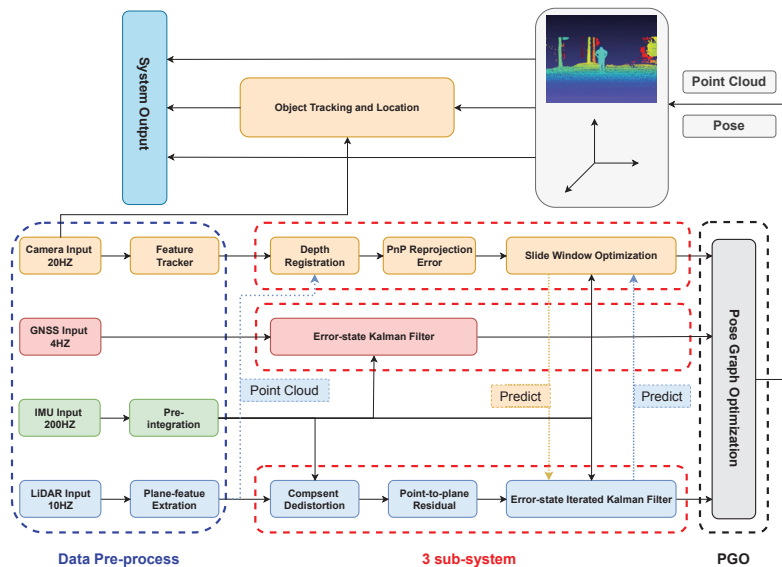 System Output
Object Tracking and Location
Point Cloud
Pose
Camera Input
20HZ
Feature
Tracker
Depth
Registration
PnP Reprojection
Error
Slide Window Optimization
GNSS Input
4HZ
Error-state Kalman Filter
Point Cloud
Predict
Predict
IMU Input
200HZ
Pre-
integration
LiDAR Input
10HZ
Plane-featue
Extration
Compsent
Dedistortion
Point-to-plane
Residual
Error-state Iterated Kalman Filter
Pose Graph Optimization
Data Pre-process
3 sub-system
PGO